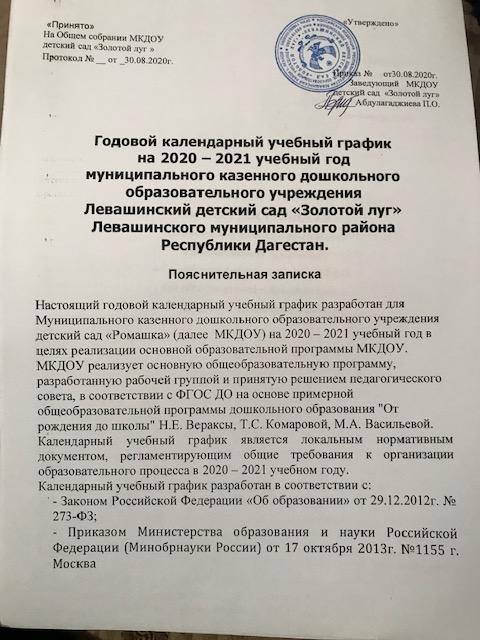 «Принято»
«Утверждено»
На Общем собрании МКДОУ
детский сад «Золотой луг »
Протокол № __ от _30.08.2020г.
Приказ № от30.08.2020г.
Заведующий МКДОУ
детский сад «Золотой луг»
Абдулагаджиева П.О.
Годовой календарный учебный график
на 2020 – 2021 учебный год
муниципального казенного дошкольного
образовательного учреждения
Левашинский детский сад «Золотой луг»
Левашинского муниципального района
Республики Дагестан.
Пояснительная записка
Настоящий годовой календарный учебный график разработан для
Муниципального казенного дошкольного образовательного учреждения
детский сад «Ромашка» (далее МКДОУ) на 2020 – 2021 учебный год в
целях реализации основной образовательной программы МКДОУ.
МКДОУ реализует основную общеобразовательную программу,
разработанную рабочей группой и принятую решением педагогического
совета, в соответствии с ФГОС ДО на основе примерной
общеобразовательной программы дошкольного образования "От
рождения до школы" Н.Е. Вераксы, Т.С. Комаровой, М.А. Васильевой.
Календарный учебный график является локальным нормативным
документом, регламентирующим общие требования к организации
образовательного процесса в 2020 – 2021 учебном году.
Календарный учебный график разработан в соответствии с:
- Законом Российской Федерации «Об образовании» от 29.12.2012г. №
273-ФЗ;
- Приказом Министерства образования и науки Российской
Федерации (Минобрнауки России) от 17 октября 2013г. №1155 г.
Москва